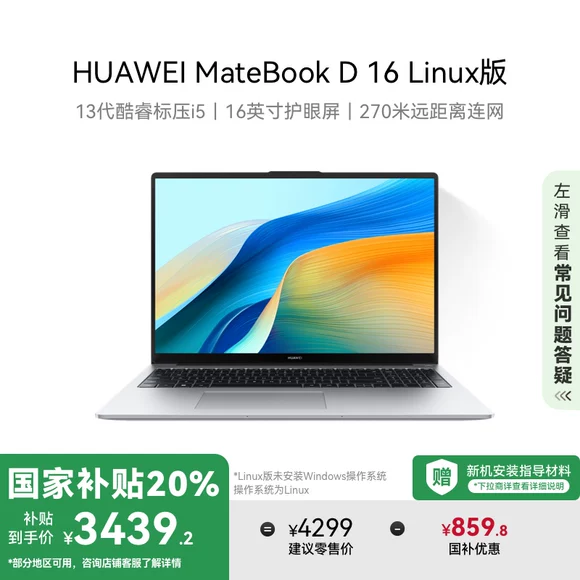 HUAWEI MateBook D 16 Linux版
13代酷睿标压i5｜16英寸护眼屏｜270米远距离连网
左滑查看常见问题答疑
HUAWEI
国家补贴20%
补贴
到手价 ¥3439.2
*部分地区可用，咨询店铺客服了解详情
*Linux版未安装Windows操作系统
操作系统为Linux
赠
新机安装指导材料
*下拉商详查看详细说明
= ¥4299 - ¥859.8
建议零售价 国补优惠